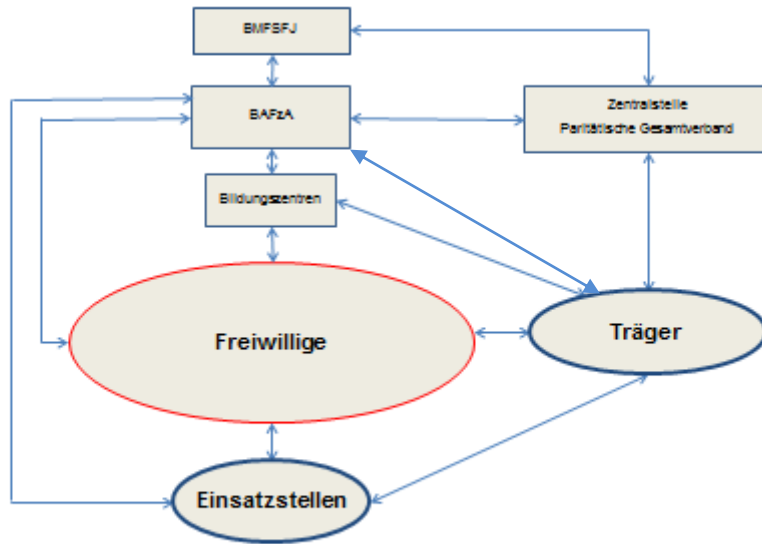 BMFSFJ
BAFzA
Zentralstelle
Paritätische Gesamtverband
Bildungszentren
Freiwillige
Träger
Einsatzstellen